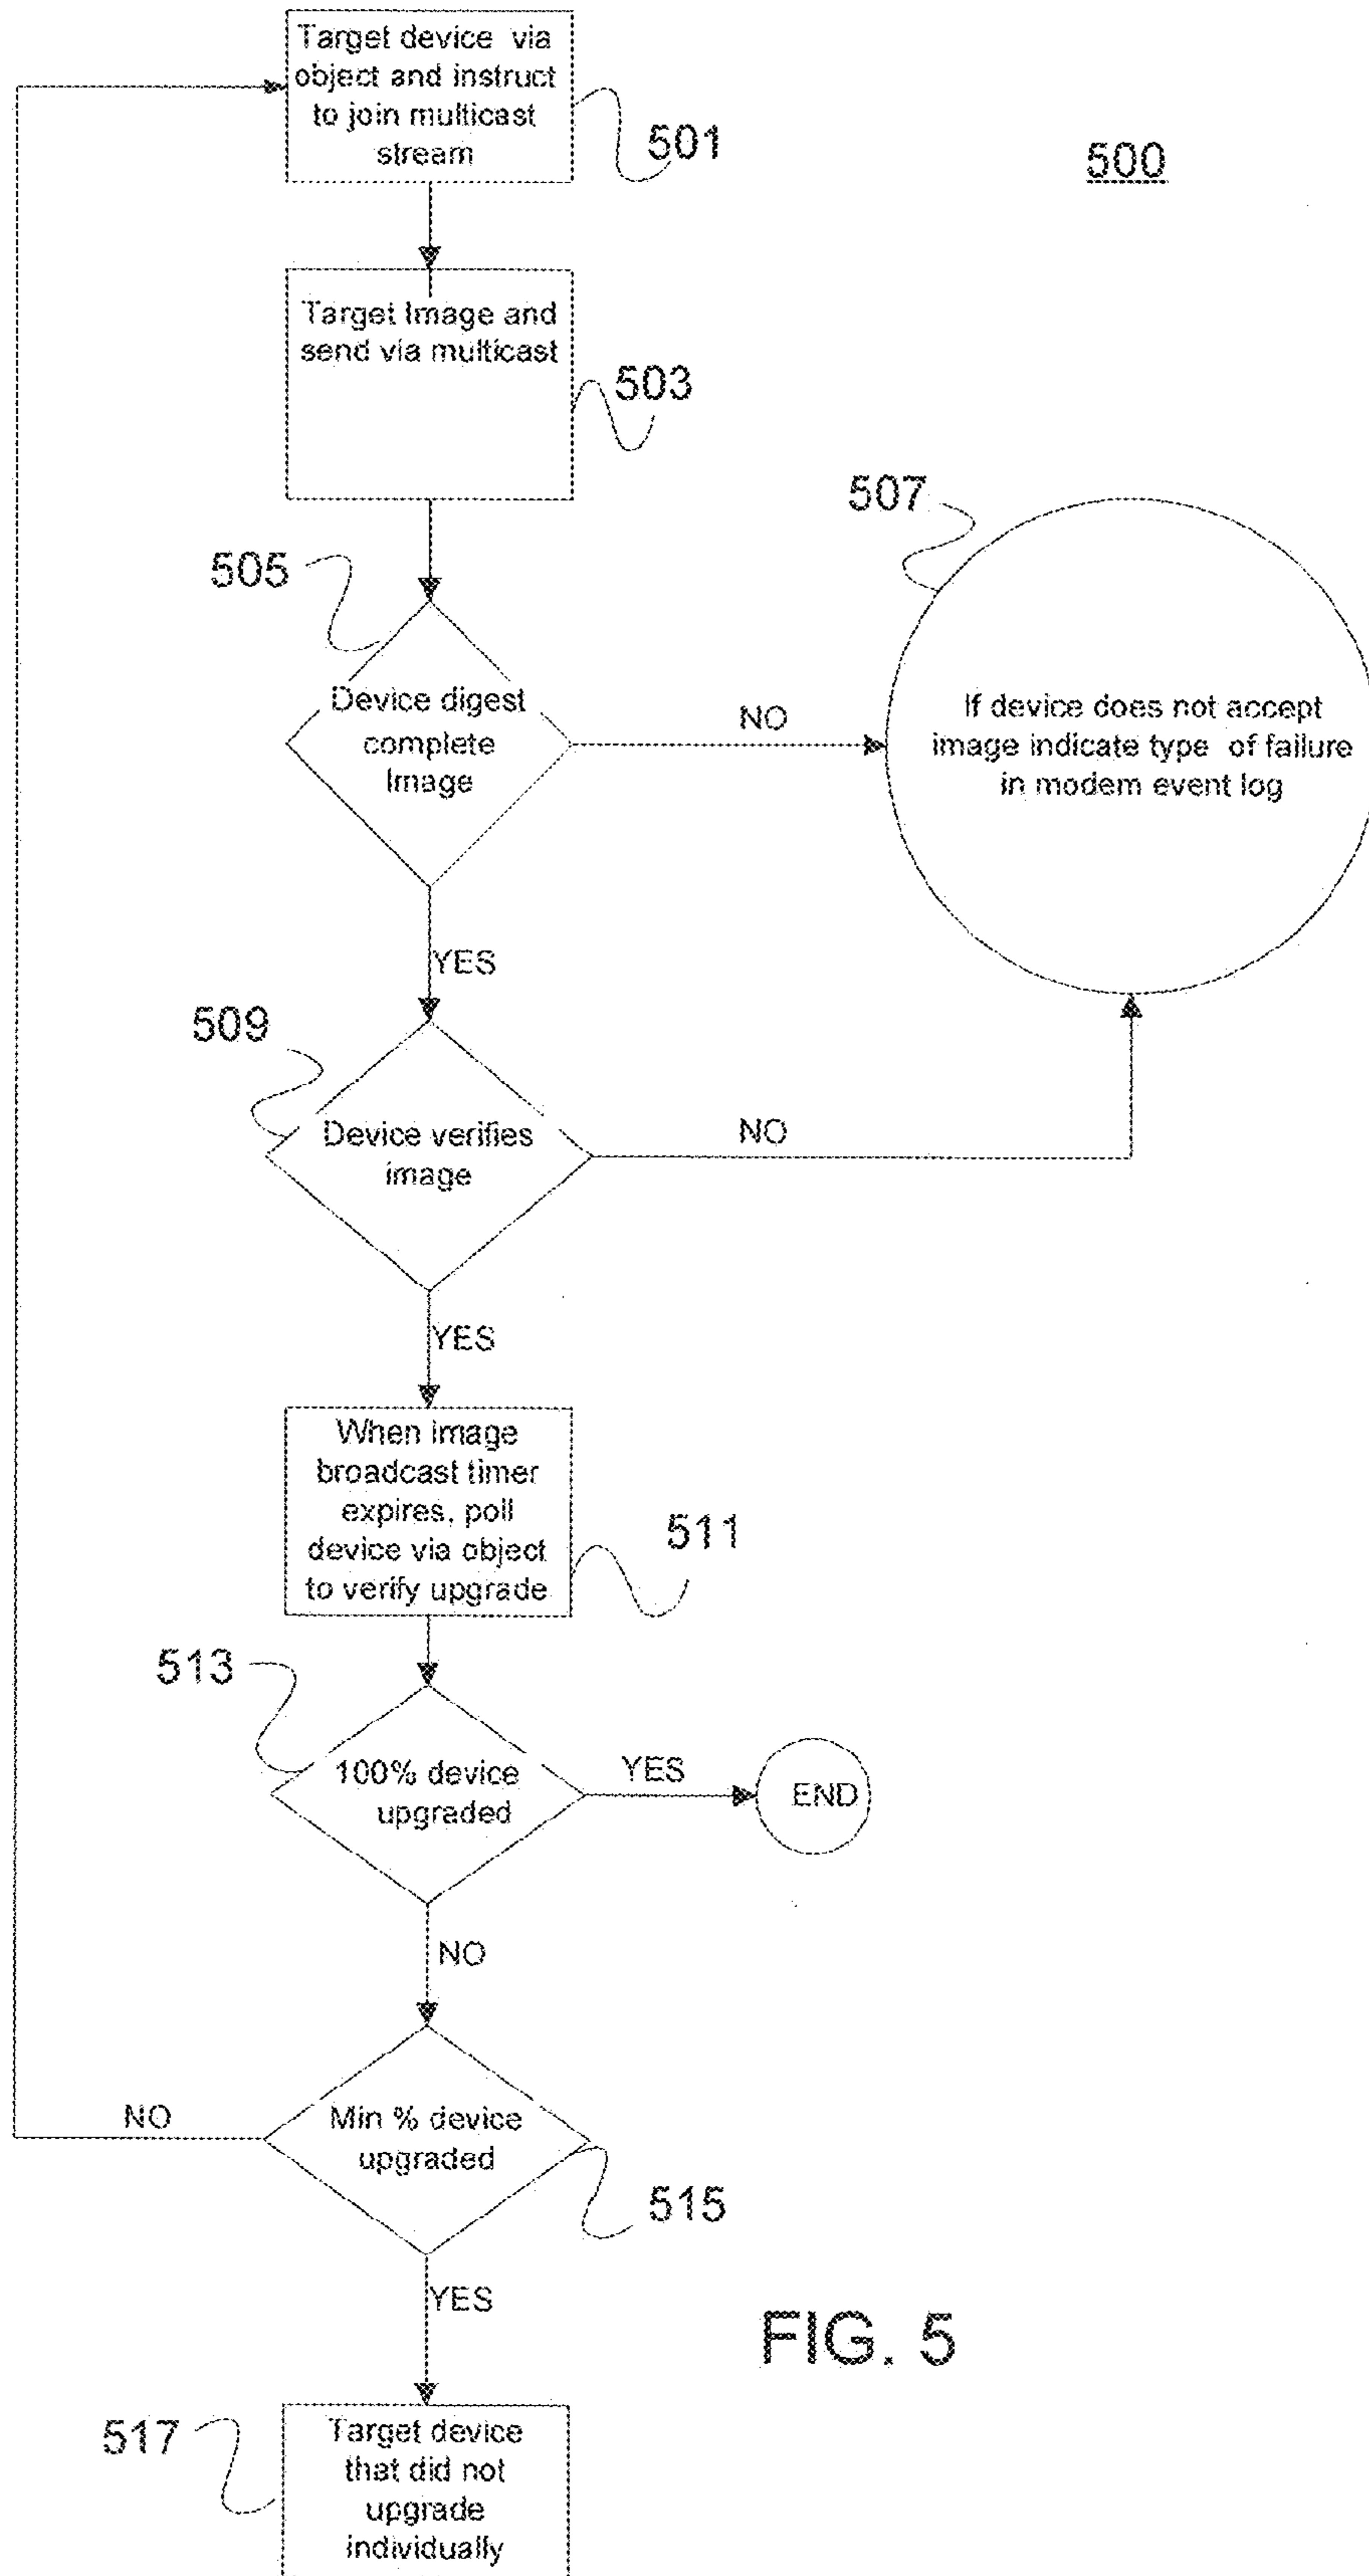 Target device via
object and instruct
to join multicast
stream
501
500
Target Image and
send via multicast
503
507
505
Device digest
complete
Image
NO
If device does not accept
image indicate type of failure
in modem event log
YES
509
Device verifies
image
NO
YES
When image
broadcast timer
expires, poll
device via object
to verify upgrade
511
513
100% device
upgraded
YES
END
NO
NO
Min % device
upgraded
515
YES
FIG. 5
517
Target device
that did not
upgrade
individually